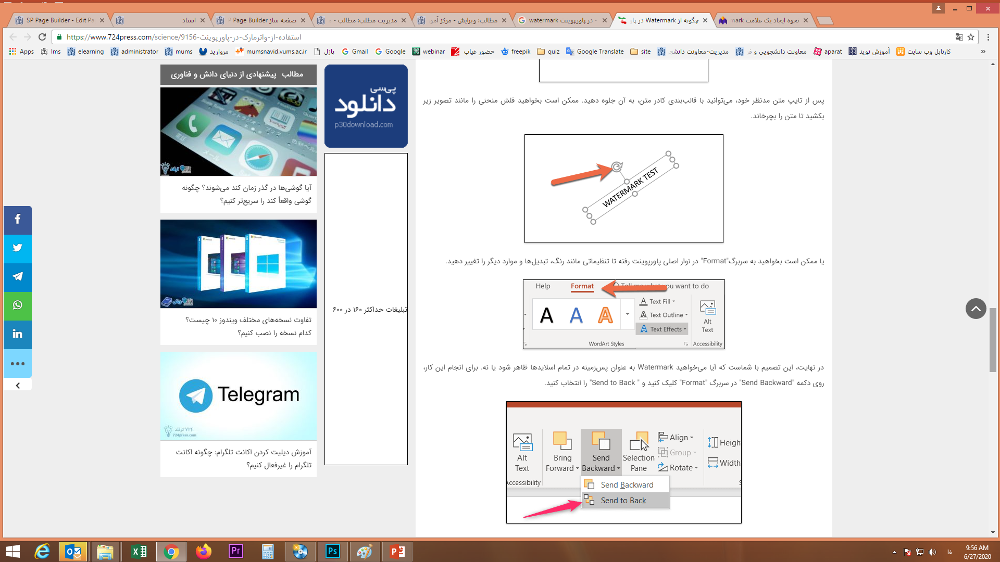 SP Page Builder - Edit Pa
استاد
صفحه ساز SP Page Builder
مدیریت مطلب: مطالب -
مطالب: ویرایش - مرکز آمو
watermark در پاورپوینت -
چگونه از Watermark در پاو
نحوه ایجاد یک علامت
https://www.724press.com/science/9156-استفاده-از-واترمارک-در-پاورپوینت
Apps
lms
elearning
administrator
mums
مروارید
mumsnavid.vums.ac.ir
پازل
Gmail
Google
webinar
حضور غیاب
freepik
quiz
Google Translate
site
مدیریت-معاونت دانشج
معاونت دانشجویی و فر
aparat
آموزش نوید
کارتابل وب سایت
»
مطالب پیشنهادی از دنیای دانش و فناوری
آیا گوشی‌ها در گذر زمان کند می‌شوند؟ چگونه
گوشی واقعاً کند را سریع‌تر کنیم؟
تفاوت نسخه‌های مختلف ویندوز ۱۰ چیست؟
کدام نسخه را نصب کنیم؟
Telegram
۷۲۴ ترفند
724press.com
آموزش دیلیت کردن اکانت تلگرام: چگونه اکانت
تلگرام را غیرفعال کنیم؟
پی‌سی
دانلود
p30download.com
تبلیغات حداکثر ۱۶۰ در ۶۰۰
پس از تایپ متن مدنظر خود، می‌توانید با قالب‌بندی کادر متن، به آن جلوه دهید. ممکن است بخواهید فلش منحنی را مانند تصویر زیر
بکشید تا متن را بچرخاند.
WATERMARK TEST
یا ممکن است بخواهید به سربرگ"Format" در نوار اصلی پاورپوینت رفته تا تنظیماتی مانند رنگ، تبدیل‌ها و موارد دیگر را تغییر دهید.
Help
Format
Tell me what you want to do
A A A
Text Fill
Text Outline
Text Effects
Alt
Text
WordArt Styles
Accessibility
در نهایت، این تصمیم با شماست که آیا می‌خواهید Watermark به عنوان پس‌زمینه در تمام اسلایدها ظاهر شود یا نه. برای انجام این کار،
روی دکمه "Send Backward" در سربرگ "Format" کلیک کنید و " Send to Back" را انتخاب کنید.
Alt
Text
Bring
Forward
Send
Backward
Selection
Pane
Align
Group
Rotate
Heigh
Width
Accessibility
Send Backward
Send to Back
فا
9:56 AM
6/27/2020